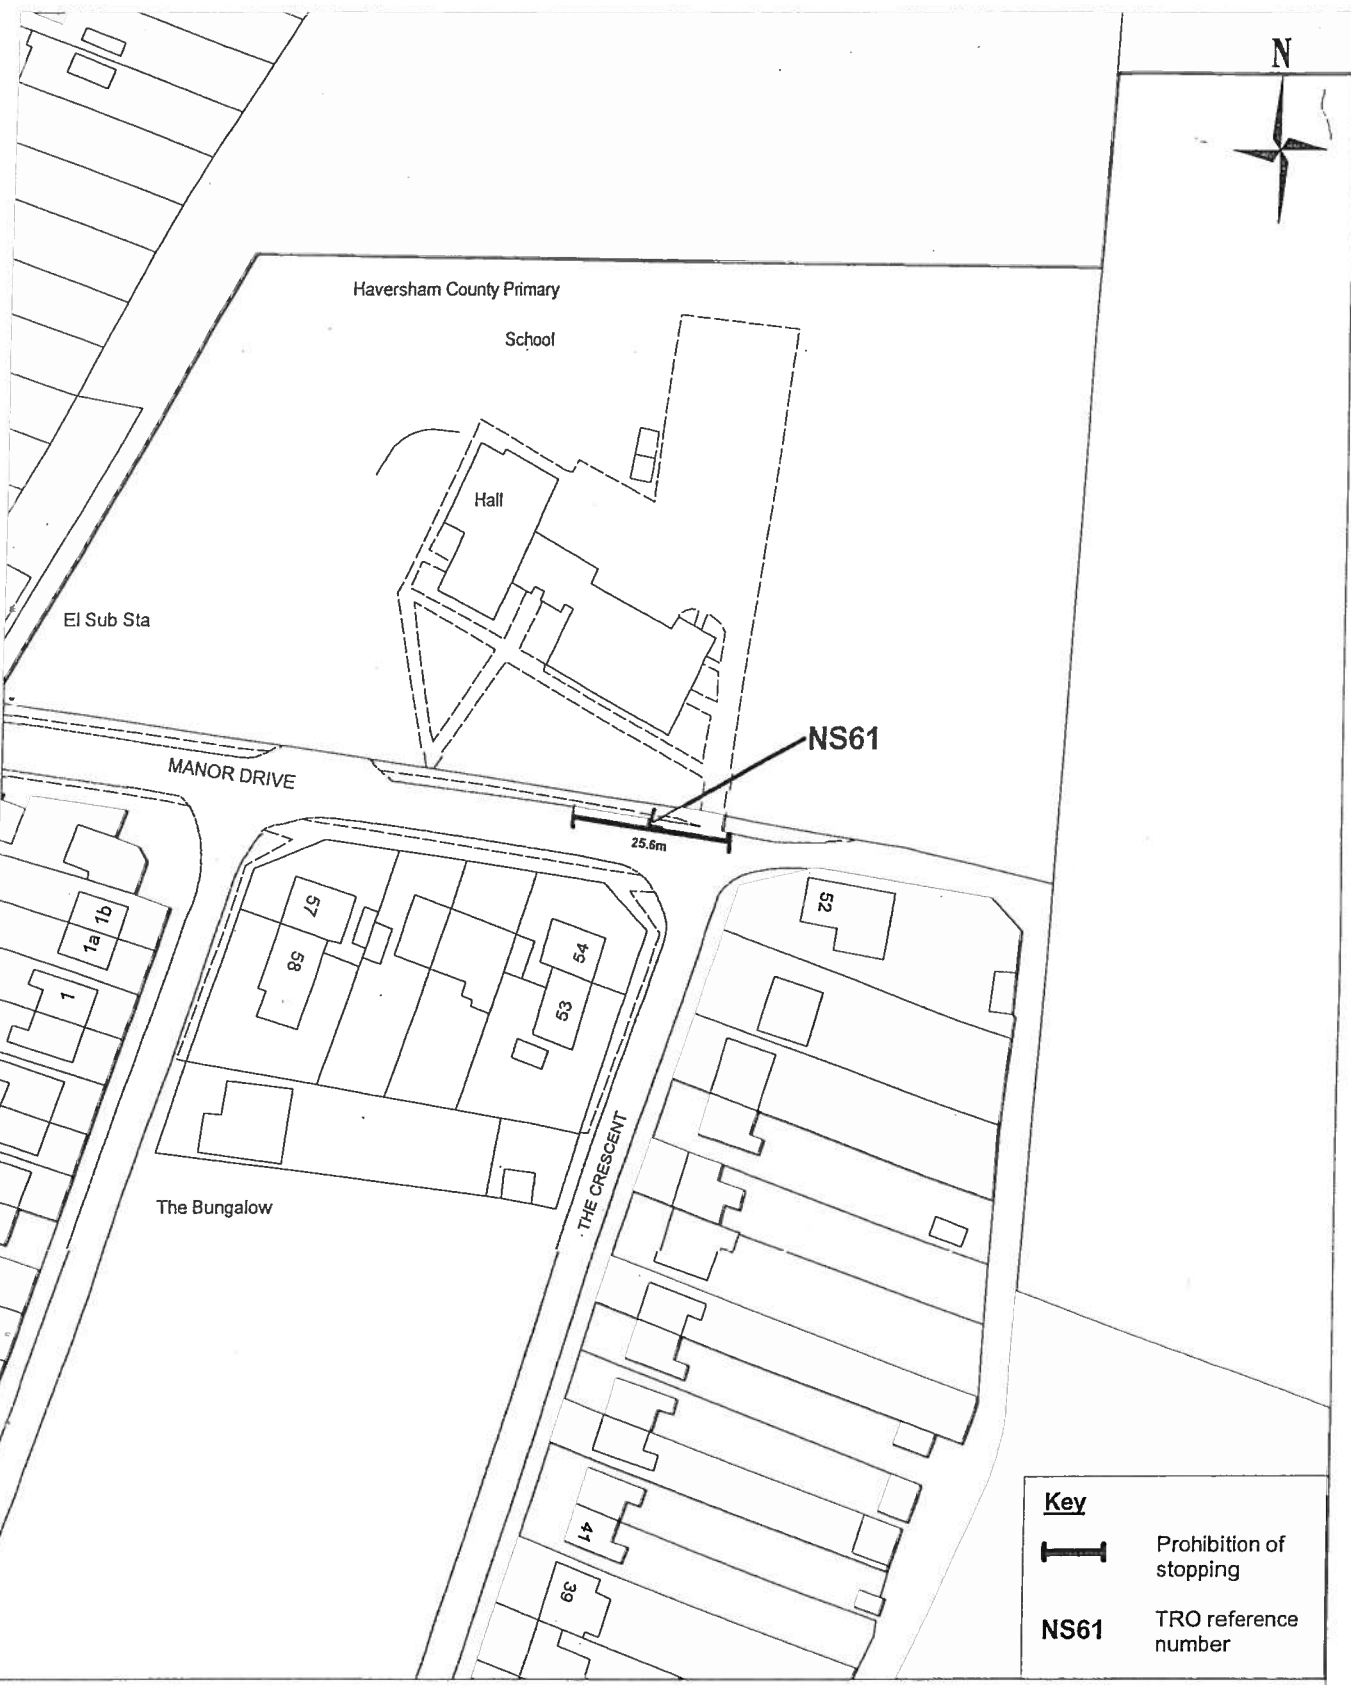 N
Haversham County Primary
School
Hall
El Sub Sta
NS61
MANOR DRIVE
25.6m
57
58
54
53
52
1b
1a
1
THE CRESCENT
The Bungalow
41
39
Key
Prohibition of
stopping
NS61
TRO reference
number